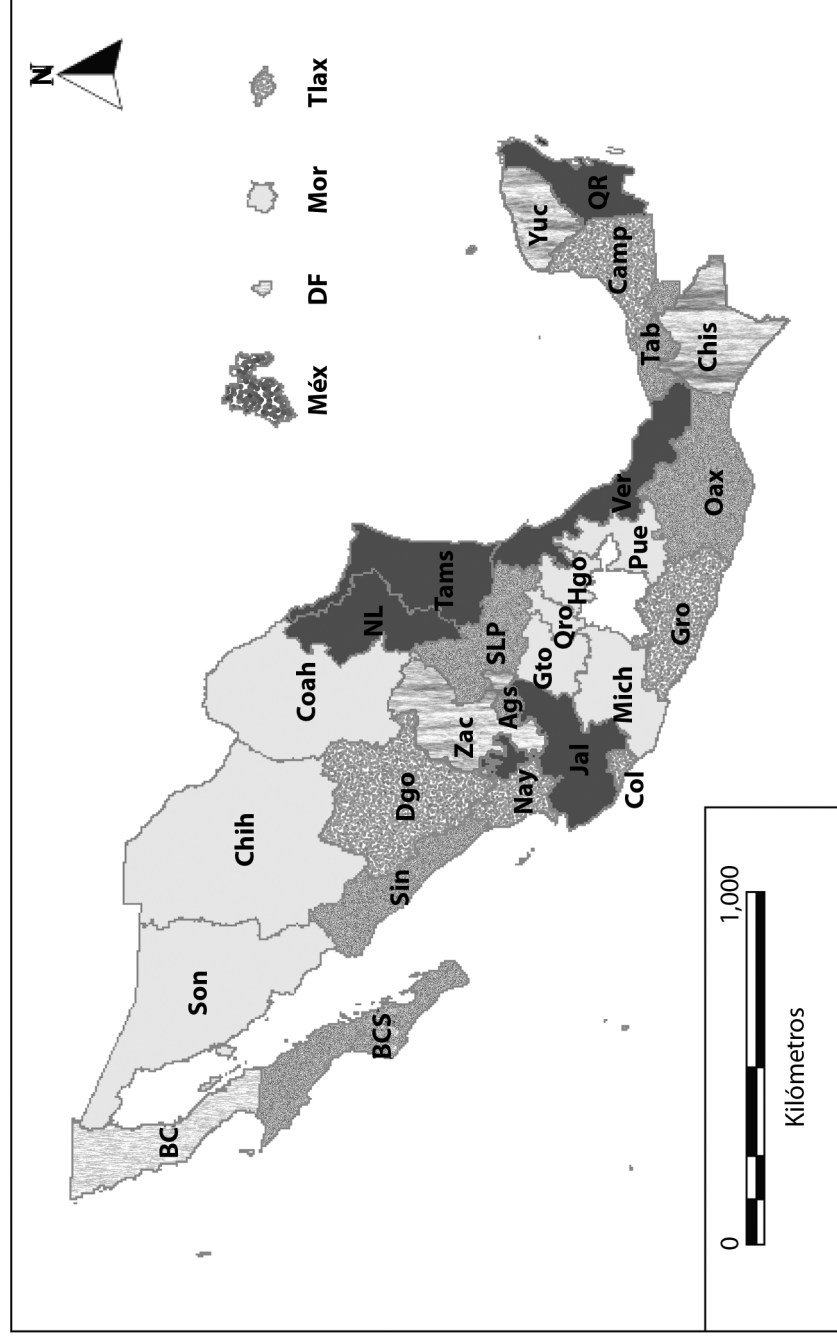 N
Méx
DF
Mor
Tlax
BC
Son
Chih
Coah
BCS
Sin
Dgo
NL
Tams
Zac
SLP
Nay
Ags
Jal
Gto
Qro
Hgo
Col
Mich
Pue
Ver
Gro
Oax
Tab
Chis
Camp
Yuc
QR
0
1,000
Kilómetros